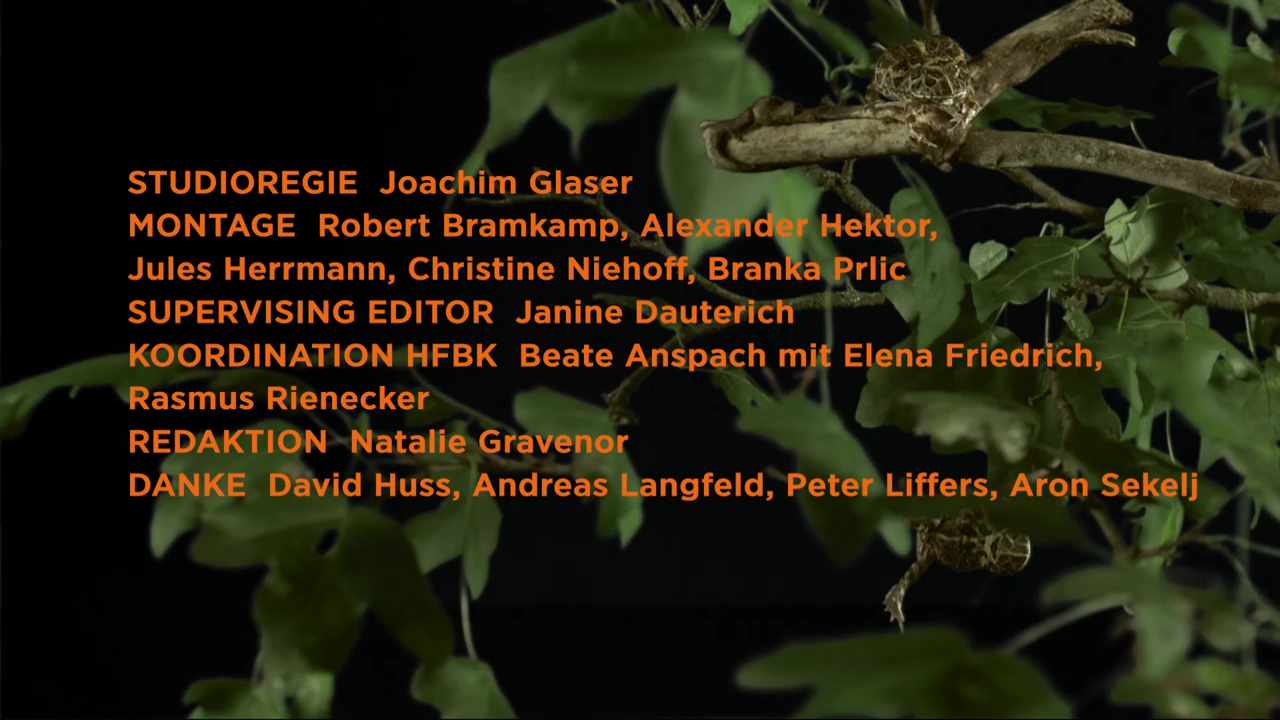 STUDIOREGIE Joachim Glaser
MONTAGE Robert Bramkamp, Alexander Hektor,
Jules Herrmann, Christine Niehoff, Branka Prlic
SUPERVISING EDITOR Janine Dauterich
KOORDINATION HFBK Beate Anspach mit Elena Friedrich,
Rasmus Rienecker
REDAKTION Natalie Gravenor
DANKE David Huss, Andreas Langfeld, Peter Liffers, Aron Sekelj